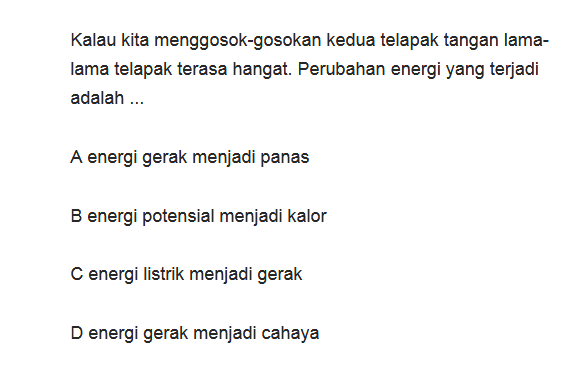 Kalau kita menggosok-gosokan kedua telapak tangan lama-
lama telapak terasa hangat. Perubahan energi yang terjadi
adalah ...
A energi gerak menjadi panas
B energi potensial menjadi kalor
C energi listrik menjadi gerak
D energi gerak menjadi cahaya